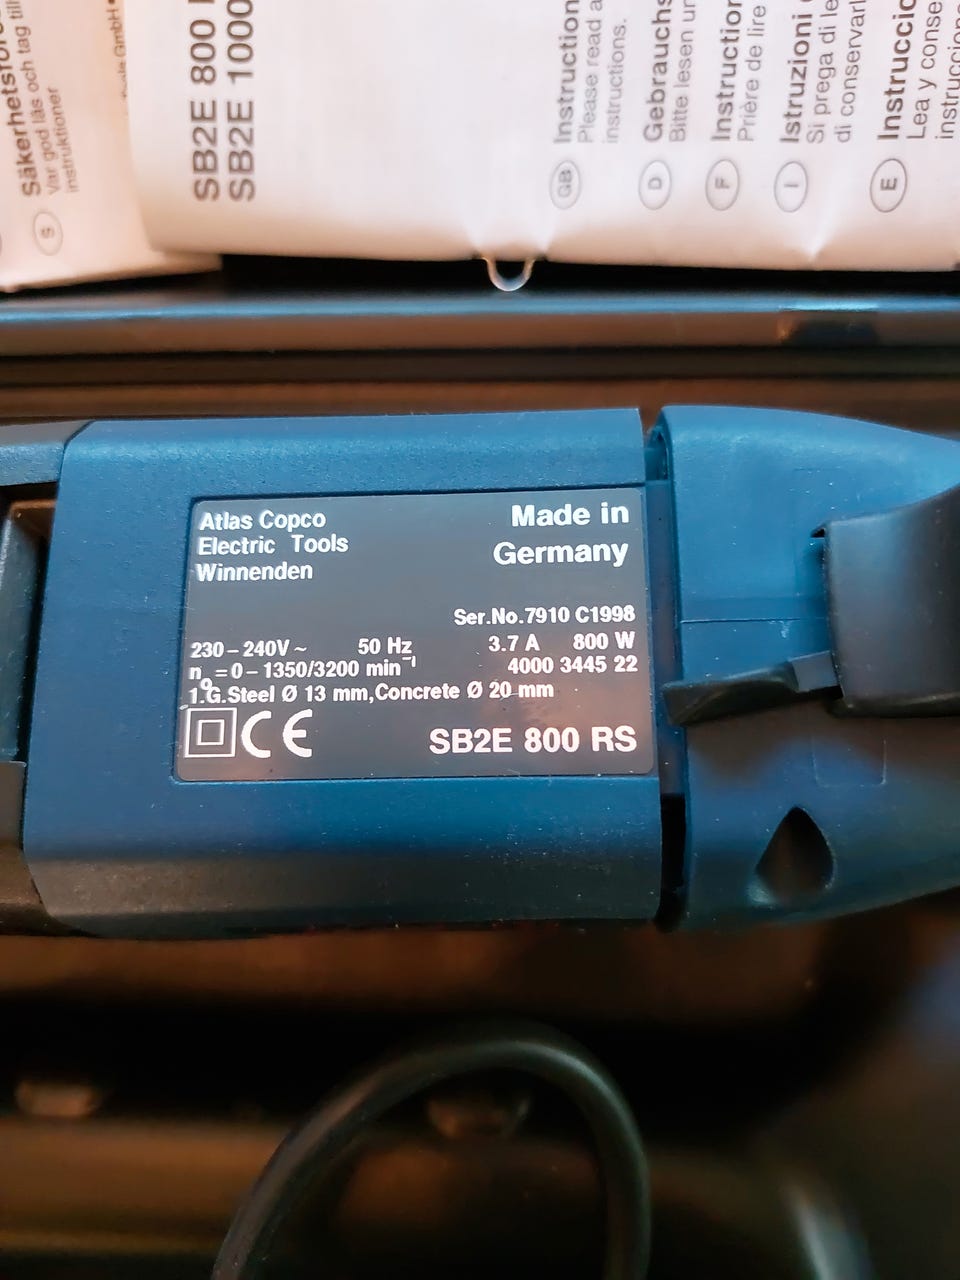 Säkerhetsföre
Var god läs och tag till
instruktioner
S
SB2E 800
SB2E 1000
GB Instruction
Please read a
instructions.
D Gebrauchs
Bitte lesen un
F Instruction
Prière de lire
I Istruzioni
Si prega di le
di conservarl
E Instruccio
Lea y conse
instruccione
Atlas Copco
Electric Tools
Winnenden
Made in
Germany
Ser.No.7910 C1998
230–240V~ 50 Hz 3.7 A 800 W
n₀=0–1350/3200 min⁻¹ 4000 3445 22
1.G.Steel Ø 13 mm,Concrete Ø 20 mm
CE SB2E 800 RS